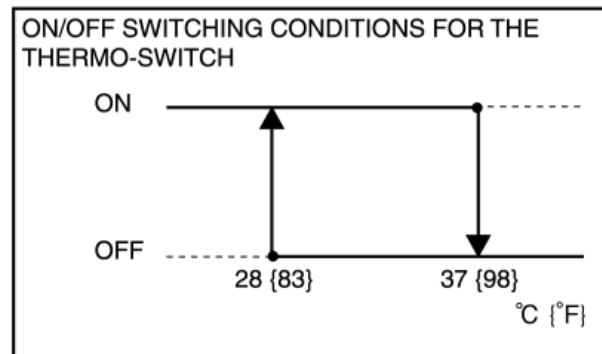 ON/OFF SWITCHING CONDITIONS FOR THE
THERMO-SWITCH
ON
OFF
28 {83}
37 {98}
°C {°F}